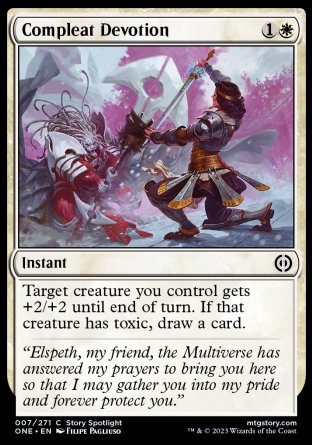 Compleat Devotion 1
Instant
Target creature you control gets
+2/+2 until end of turn. If that
creature has toxic, draw a card.
“Elspeth, my friend, the Multiverse has
answered my prayers to bring you here
so that I may gather you into my pride
and forever protect you.”
007/271 C Story Spotlight
ONE • EN Filipe Pagliuso
mtgstory.com
™ & © 2023 Wizards of the Coast